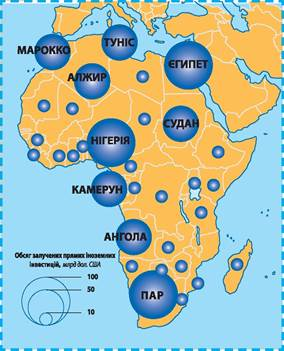 МАРОККО
ТУНІС
ЄГИПЕТ
АЛЖИР
СУДАН
НІГЕРІЯ
КАМЕРУН
АНГОЛА
ПАР
Обсяг залучених прямих іноземних
інвестицій, млрд дол. США
100
50
10